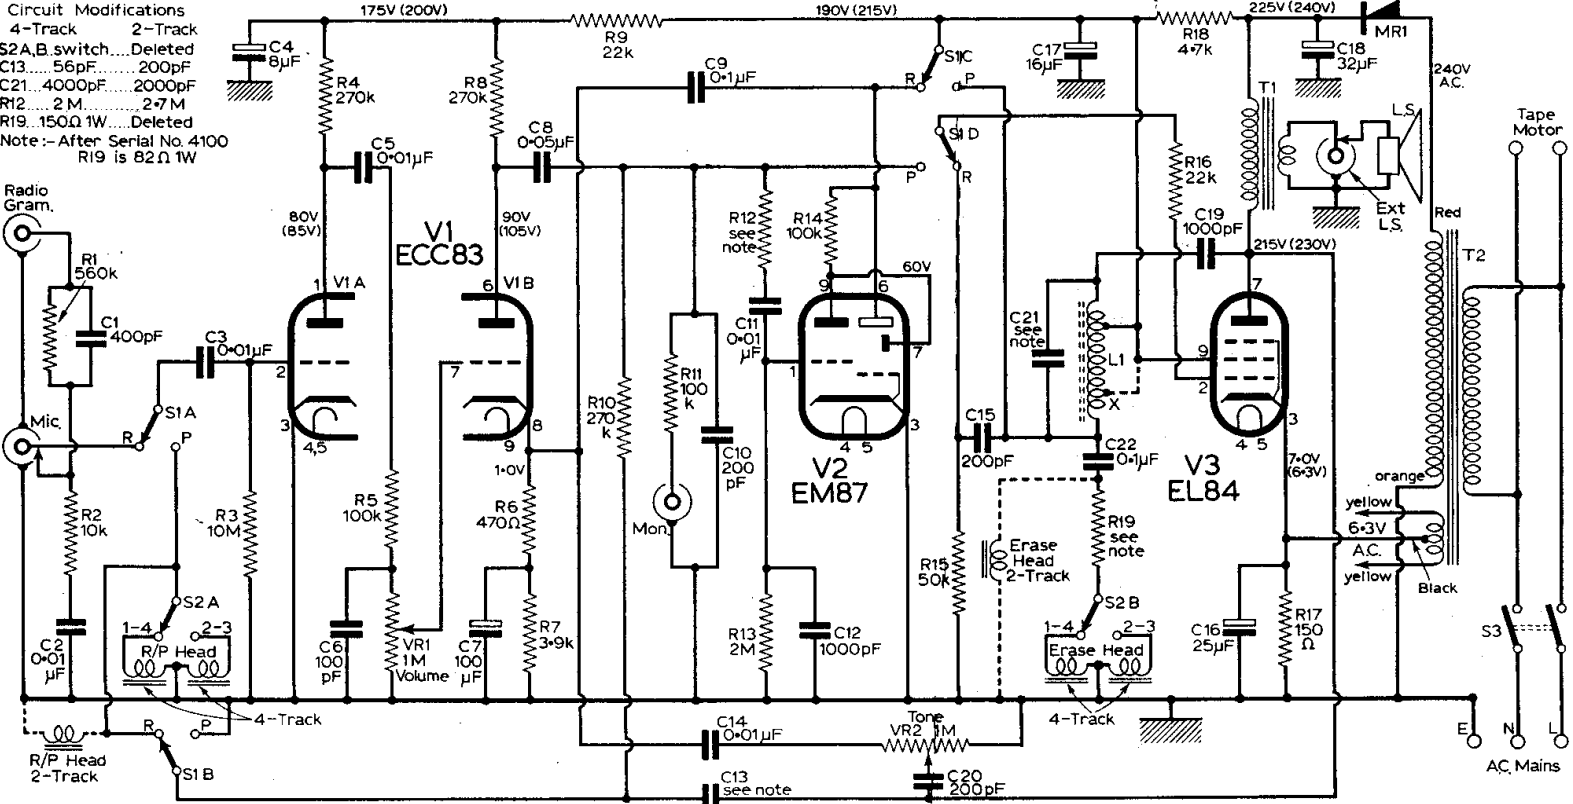 Circuit Modifications
4-Track 2-Track
S2A,B.switch....Deleted
C13.....56pF........200pF
C21...4000pF.....2000pF
R12.....2M..........2·7M
R19...150Ω 1W....Deleted
Note:-After Serial No. 4100
R19 is 82Ω 1W
175V (200V)
190V (215V)
225V (240V)
C4
8µF
R9
22k
R4
270k
R8
270k
C9
0·1µF
S1C
R
P
C17
16µF
R18
4·7k
C18
32µF
MR1
240V
A.C.
T1
L.S.
Ext
L.S.
Tape
Motor
C5
0·01µF
C8
0·05µF
S1D
P
R
R16
22k
C19
1000pF
215V (230V)
Red
T2
Radio
Gram.
R1
560k
C1
400pF
C3
0·01µF
80V
(85V)
V1
ECC83
90V
(105V)
R12
see
note
R14
100k
60V
1
V1A
2
3
4,5
6
V1B
7
8
9
1·0V
C11
0·01
µF
9
6
7
1
3
4
5
V2
EM87
C21
see
note
L1
X
7
9
2
3
4
5
V3
EL84
7·0V
(6·3V)
Mic.
S1A
R
P
R10
270
k
R11
100
k
C10
200
pF
Mon.
C15
200pF
C22
0·1µF
orange
yellow
6·3V
A.C.
yellow
Black
R2
10k
R3
10M
R5
100k
R6
470Ω
R15
50k
Erase
Head
2-Track
R19
see
note
C2
0·01
µF
S2A
1-4
2-3
R/P Head
4-Track
C6
100
pF
VR1
1M
Volume
C7
100
µF
R7
3·9k
R13
2M
C12
1000pF
S2B
1-4
2-3
Erase Head
4-Track
C16
25µF
R17
150
Ω
S3
R
P
R/P Head
2-Track
S1B
C14
0·01µF
C13
see note
Tone
VR2 1M
C20
200pF
E
N
L
A.C. Mains